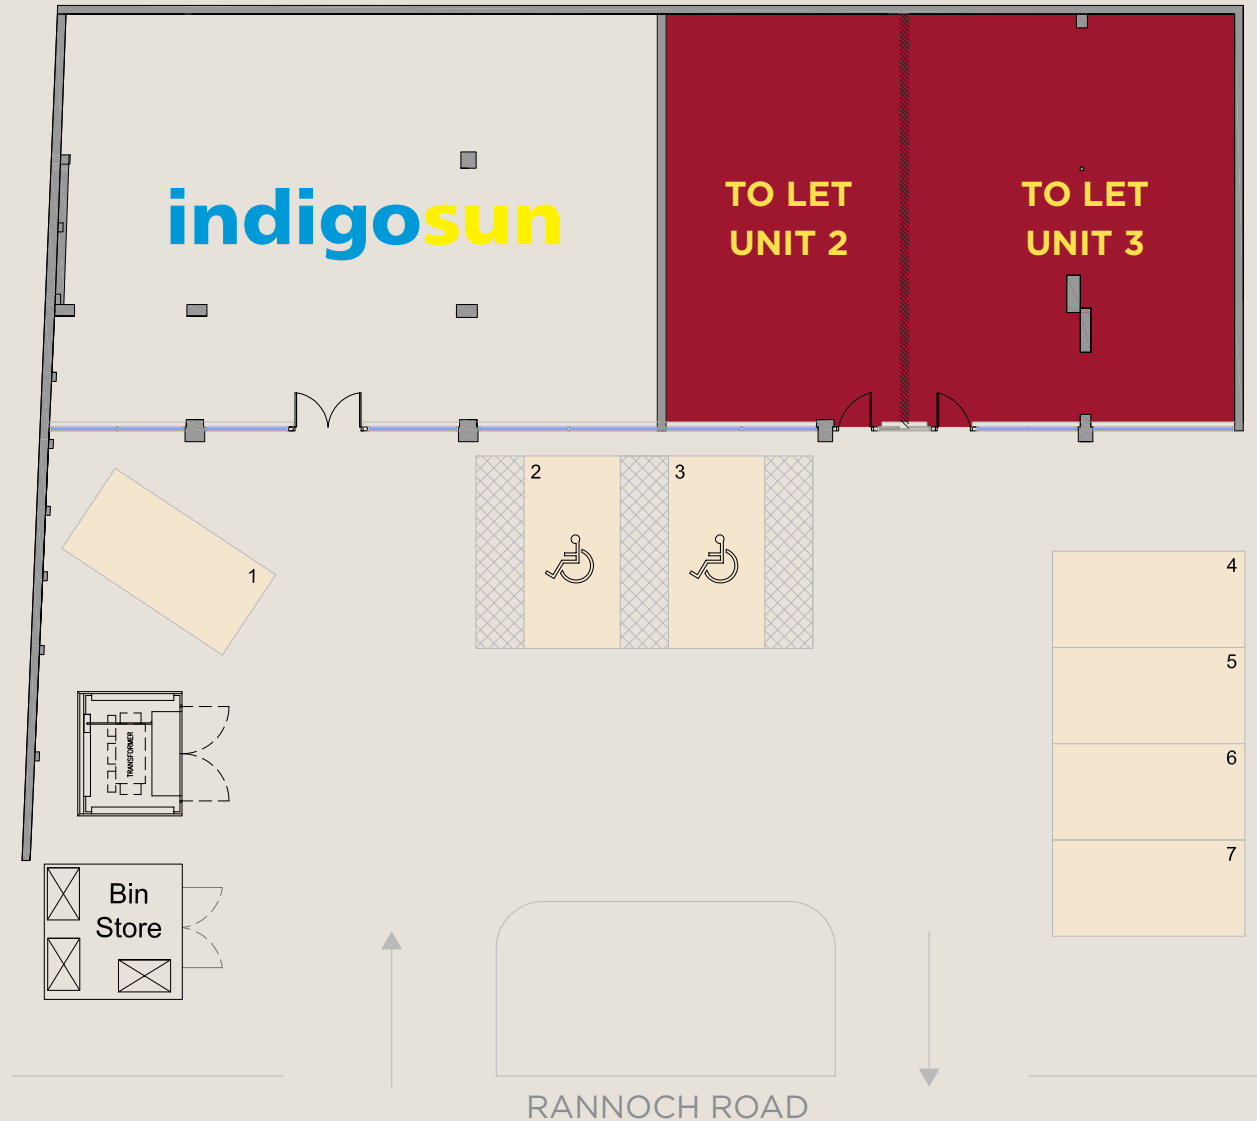 indigosun
TO LET
UNIT 2
TO LET
UNIT 3
1
2
3
4
5
6
7
TRANSFORMER
Bin
Store
RANNOCH ROAD